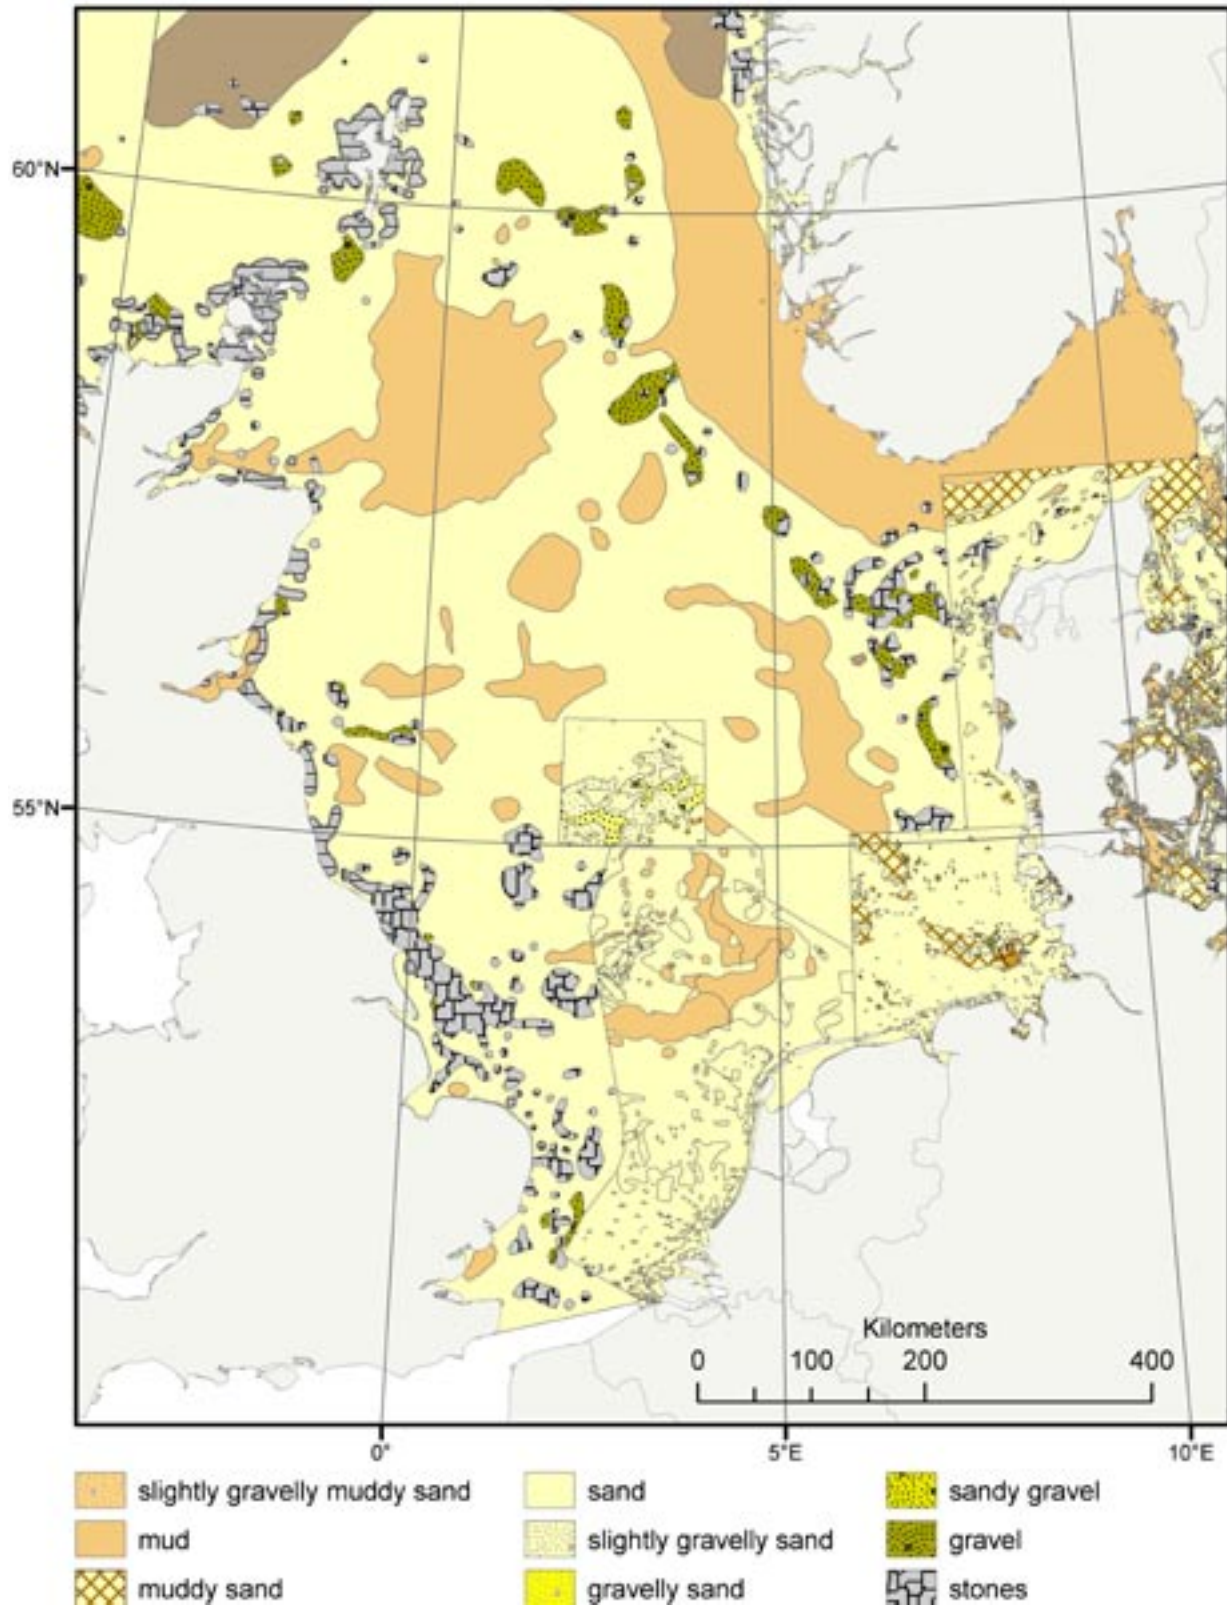 60°N
55°N
Kilometers
0 100 200 400
0° 5°E 10°E
slightly gravelly muddy sand
mud
muddy sand
sand
slightly gravelly sand
gravelly sand
sandy gravel
gravel
stones